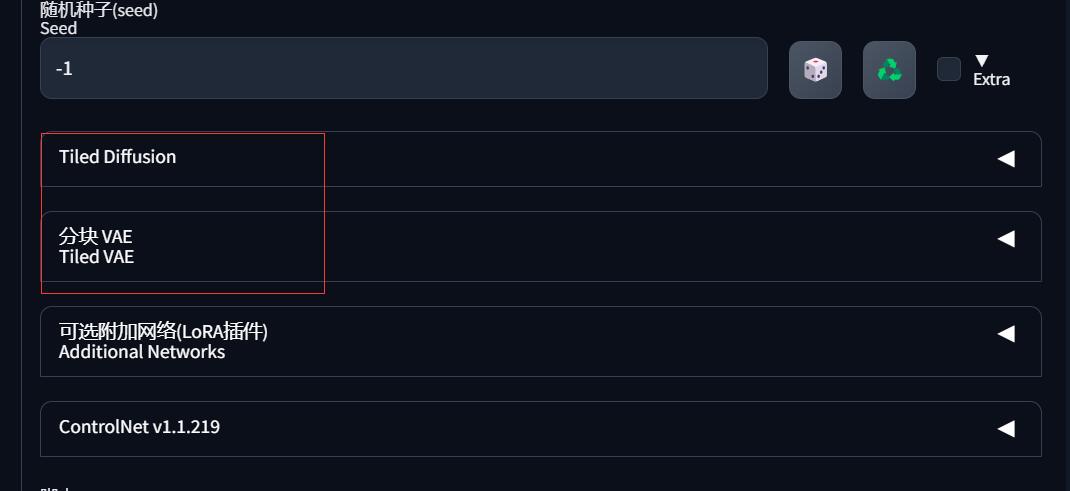 随机种子(seed)
Seed
-1
Extra
Tiled Diffusion
分块 VAE
Tiled VAE
可选附加网络(LoRA插件)
Additional Networks
ControlNet v1.1.219